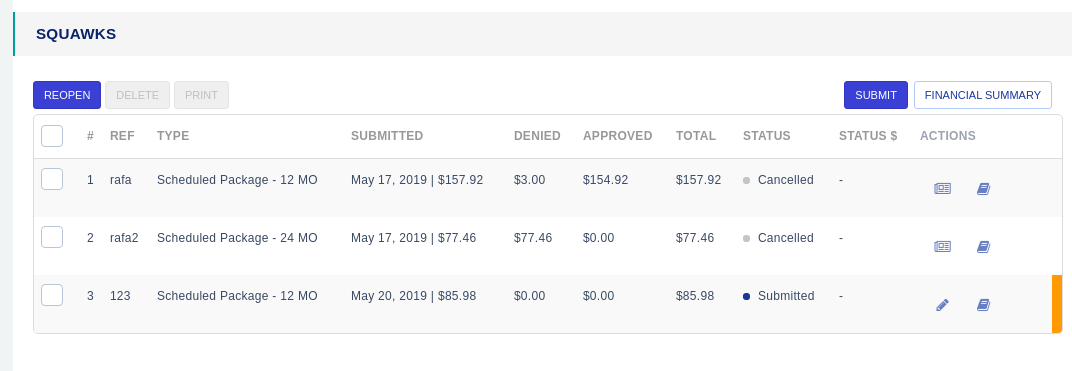 SQUAWKS
REOPEN DELETE PRINT SUBMIT FINANCIAL SUMMARY
# REF TYPE SUBMITTED DENIED APPROVED TOTAL STATUS STATUS $ ACTIONS
1 rafa Scheduled Package - 12 MO May 17, 2019 | $157.92 $3.00 $154.92 $157.92 Cancelled -
2 rafa2 Scheduled Package - 24 MO May 17, 2019 | $77.46 $77.46 $0.00 $77.46 Cancelled -
3 123 Scheduled Package - 12 MO May 20, 2019 | $85.98 $0.00 $0.00 $85.98 Submitted -